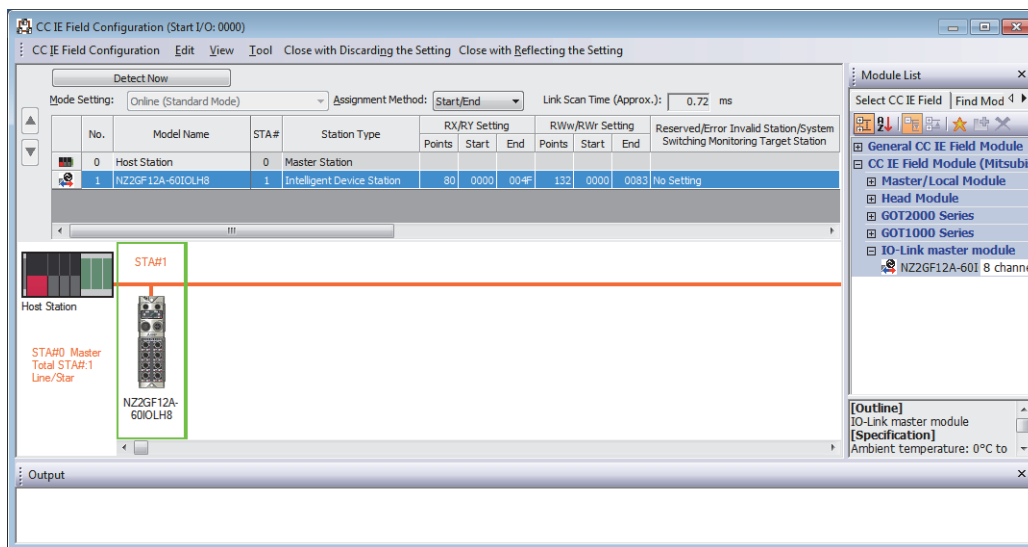 CC IE Field Configuration (Start I/O: 0000)
CC IE Field Configuration Edit View Tool Close with Discarding the Setting Close with Reflecting the Setting
Detect Now
Mode Setting: Online (Standard Mode) Assignment Method: Start/End Link Scan Time (Approx.): 0.72 ms
No. Model Name STA# Station Type RX/RY Setting RWw/RWr Setting Reserved/Error Invalid Station/System
Switching Monitoring Target Station
Points Start End Points Start End
0 Host Station 0 Master Station
1 NZ2GF12A-60IOLH8 1 Intelligent Device Station 80 0000 004F 132 0000 0083 No Setting
STA#1
Host Station
STA#0 Master
Total STA#:1
Line/Star
NZ2GF12A-
60IOLH8
Module List
Select CC IE Field Find Mod
General CC IE Field Module
CC IE Field Module (Mitsubi
Master/Local Module
Head Module
GOT2000 Series
GOT1000 Series
IO-Link master module
NZ2GF12A-60I 8 channe
[Outline]
IO-Link master module
[Specification]
Ambient temperature: 0°C to
Output